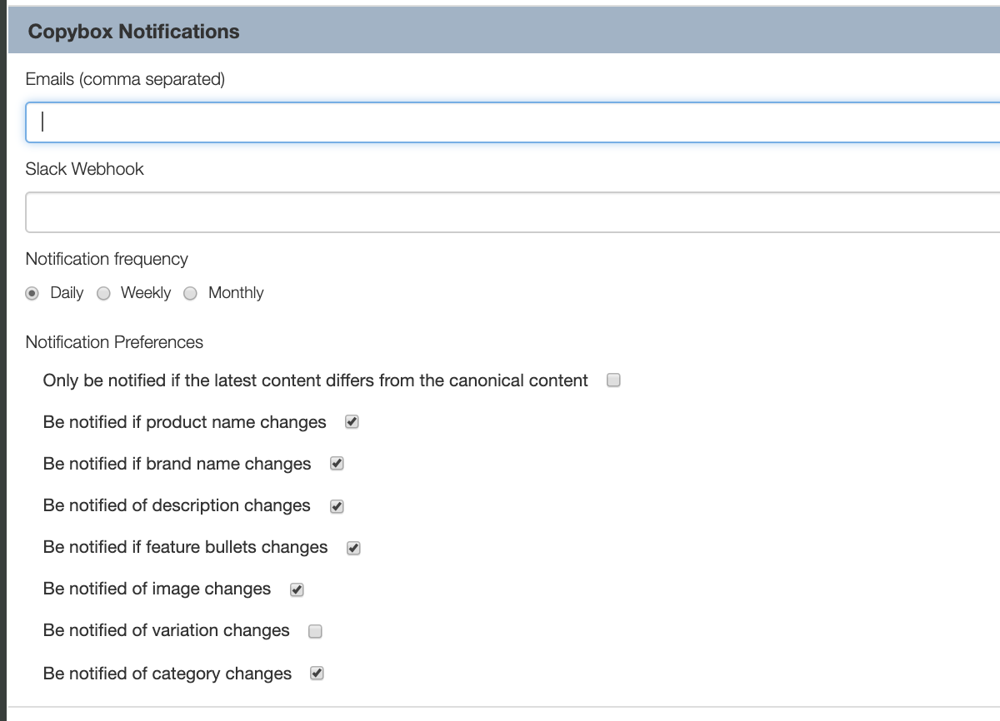 Copybox Notifications
Emails (comma separated)
Slack Webhook
Notification frequency
Daily Weekly Monthly
Notification Preferences
Only be notified if the latest content differs from the canonical content
Be notified if product name changes
Be notified if brand name changes
Be notified of description changes
Be notified if feature bullets changes
Be notified of image changes
Be notified of variation changes
Be notified of category changes